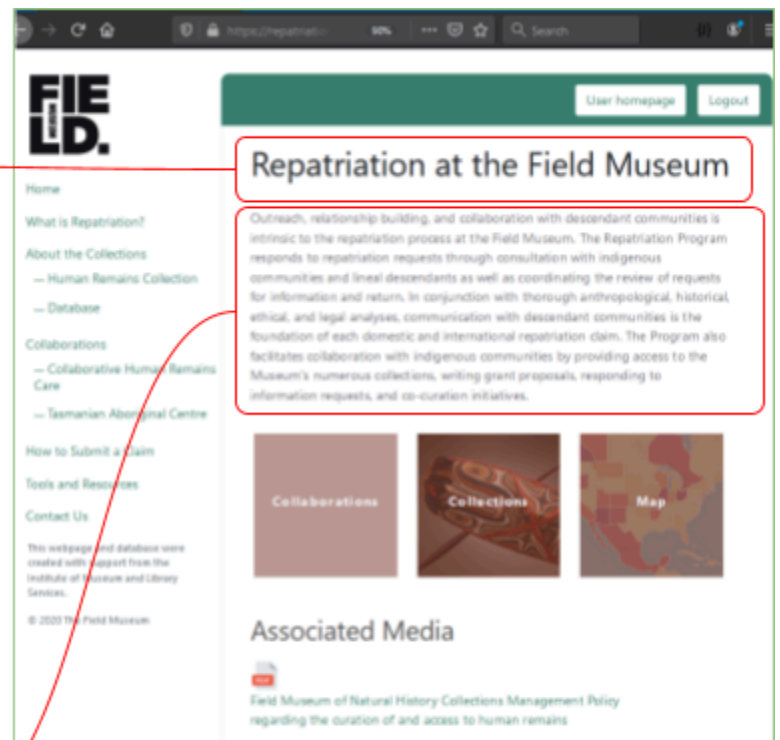 https://repatriatio
90%
Search
FIE
LD.
MUSEUM
User homepage
Logout
Home
What is Repatriation?
About the Collections
— Human Remains Collection
— Database
Collaborations
— Collaborative Human Remains
Care
— Tasmanian Aboriginal Centre
How to Submit a Claim
Tools and Resources
Contact Us
This webpage and database were
created with support from the
Institute of Museum and Library
Services.
© 2020 The Field Museum
Repatriation at the Field Museum
Outreach, relationship building, and collaboration with descendant communities is
intrinsic to the repatriation process at the Field Museum. The Repatriation Program
responds to repatriation requests through consultation with indigenous
communities and lineal descendants as well as coordinating the review of requests
for information and return. In conjunction with thorough anthropological, historical,
ethical, and legal analyses, communication with descendant communities is the
foundation of each domestic and international repatriation claim. The Program also
facilitates collaboration with indigenous communities by providing access to the
Museum's numerous collections, writing grant proposals, responding to
information requests, and co-curation initiatives.
Collaborations
Collections
Map
Associated Media
PDF
Field Museum of Natural History Collections Management Policy
regarding the curation of and access to human remains